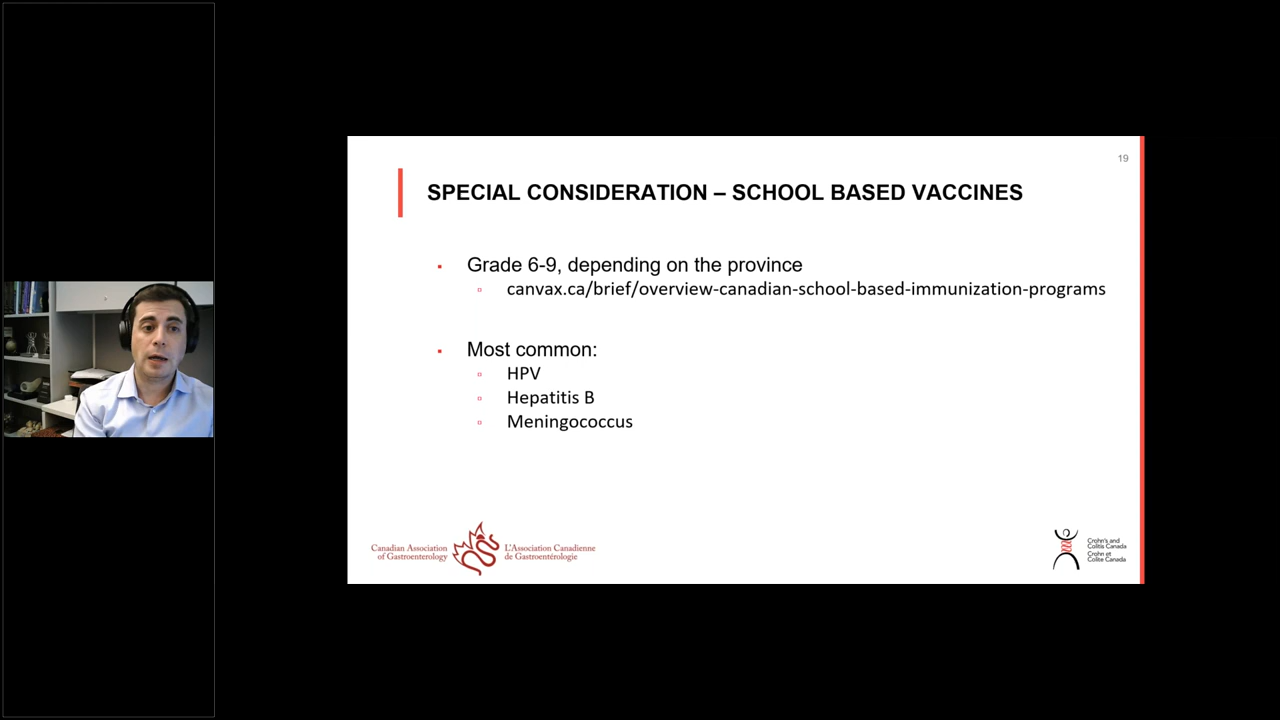 19
SPECIAL CONSIDERATION – SCHOOL BASED VACCINES
Grade 6-9, depending on the province
canvax.ca/brief/overview-canadian-school-based-immunization-programs
Most common:
HPV
Hepatitis B
Meningococcus
Canadian Association
of Gastroenterology
L'Association Canadienne
de Gastroentérologie
Crohn's and
Colitis Canada
Crohn et
Colite Canada